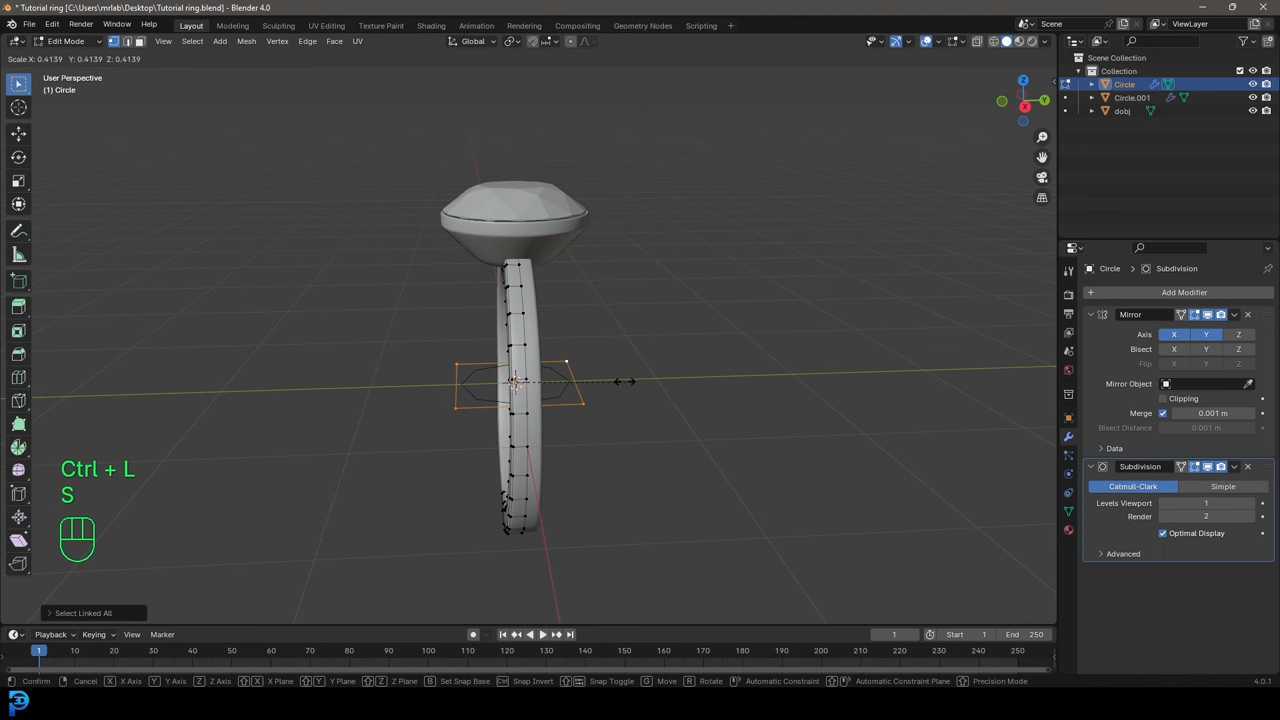 * Tutorial ring [C:\Users\mrlab\Desktop\Tutorial ring.blend] - Blender 4.0
File Edit Render Window Help Layout Modeling Sculpting UV Editing Texture Paint Shading Animation Rendering Compositing Geometry Nodes Scripting + Scene ViewLayer
Edit Mode View Select Add Mesh Vertex Edge Face UV Global
Scale X: 0.4139 Y: 0.4139 Z: 0.4139
User Perspective
(1) Circle
Z
Y
X
Ctrl + L
S
Select Linked All
Scene Collection
Collection
Circle
Circle.001
dobj
Circle > Subdivision
+ Add Modifier
Mirror
Axis X Y Z
Bisect X Y Z
Flip X Y Z
Mirror Object
Clipping
Merge 0.001 m
Bisect Distance 0.001 m
Data
Subdivision
Catmull-Clark Simple
Levels Viewport 1
Render 2
Optimal Display
Advanced
Playback Keying View Marker 1 Start 1 End 250
1 10 20 30 40 50 60 70 80 90 100 110 120 130 140 150 160 170 180 190 200 210 220 230 240 250
Confirm Cancel X X Axis Y Y Axis Z Z Axis X X Plane Y Y Plane Z Z Plane B Set Snap Base Ctrl Snap Invert Snap Toggle G Move R Rotate Automatic Constraint Automatic Constraint Plane Precision Mode 4.0.1